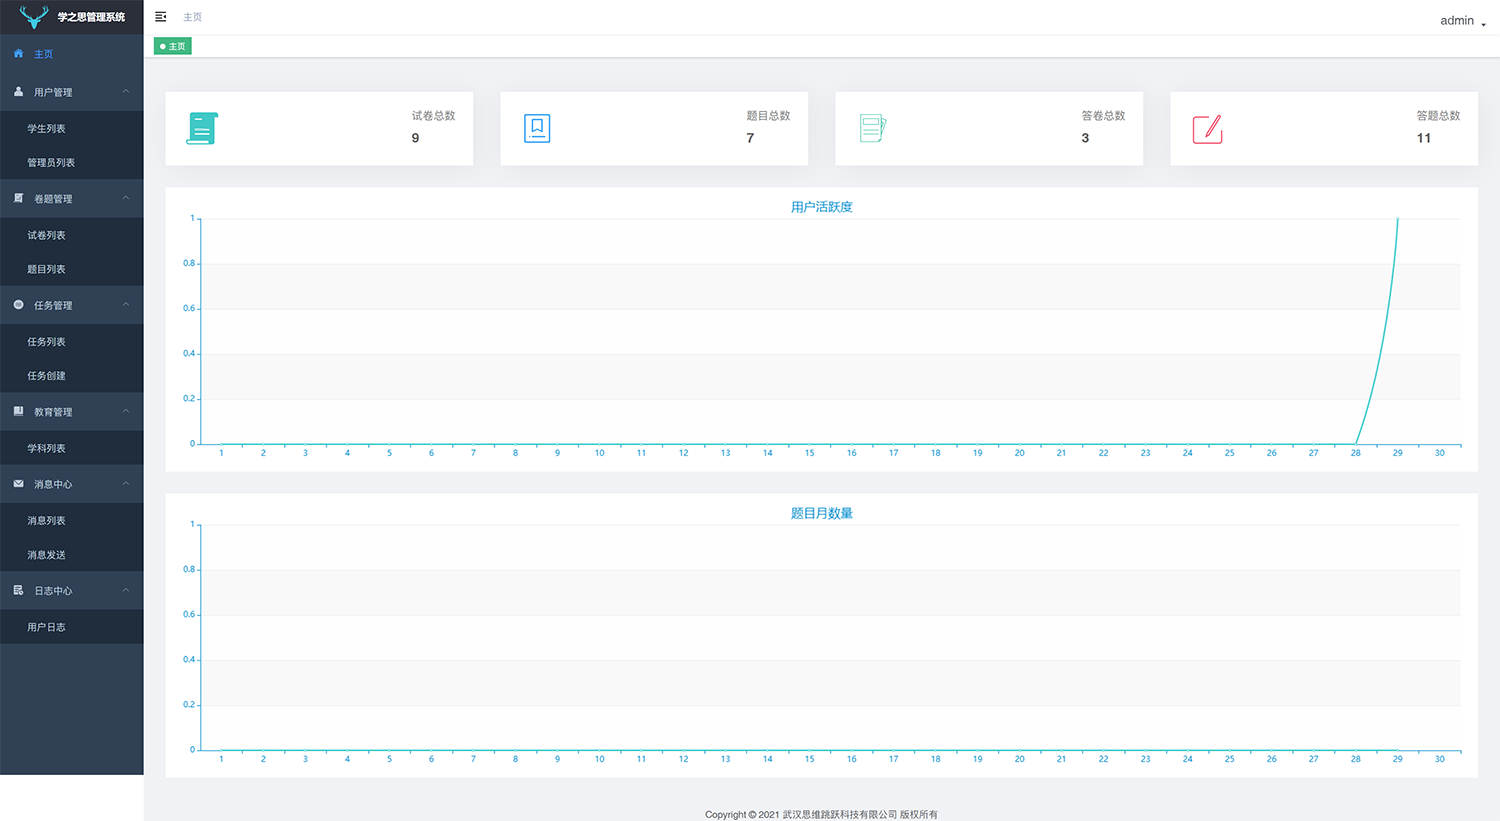 学之思管理系统
主页
用户管理
学生列表
管理员列表
卷题管理
试卷列表
题目列表
任务管理
任务列表
任务创建
教育管理
学科列表
消息中心
消息列表
消息发送
日志中心
用户日志
主页
admin
主页
试卷总数
9
题目总数
7
答卷总数
3
答题总数
11
用户活跃度
1
0.8
0.6
0.4
0.2
0
1 2 3 4 5 6 7 8 9 10 11 12 13 14 15 16 17 18 19 20 21 22 23 24 25 26 27 28 29 30
题目月数量
1
0.8
0.6
0.4
0.2
0
1 2 3 4 5 6 7 8 9 10 11 12 13 14 15 16 17 18 19 20 21 22 23 24 25 26 27 28 29 30
Copyright © 2021 武汉思维跳跃科技有限公司 版权所有